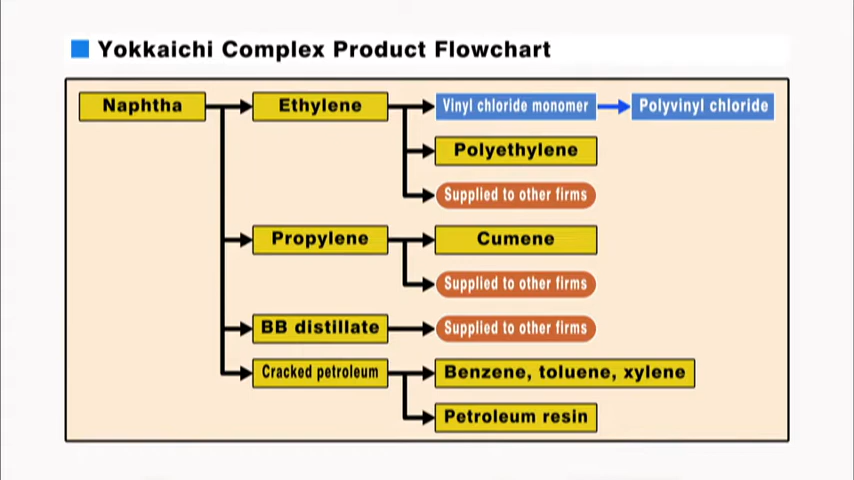 Yokkaichi Complex Product Flowchart
Naphtha
Ethylene
Vinyl chloride monomer
Polyvinyl chloride
Polyethylene
Supplied to other firms
Propylene
Cumene
Supplied to other firms
BB distillate
Supplied to other firms
Cracked petroleum
Benzene, toluene, xylene
Petroleum resin